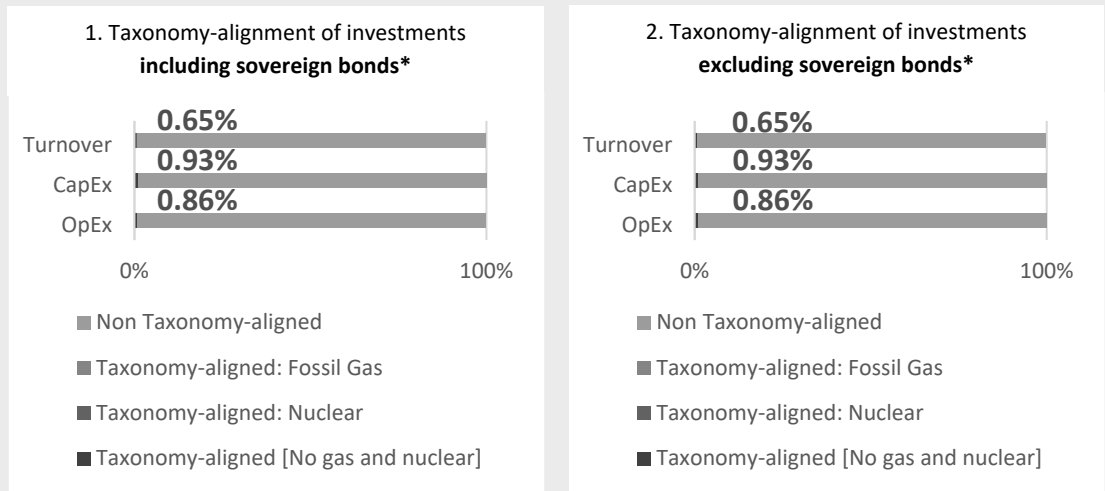 1. Taxonomy-alignment of investments
including sovereign bonds*
0.65%
Turnover
0.93%
CapEx
0.86%
OpEx
0%
100%
Non Taxonomy-aligned
Taxonomy-aligned: Fossil Gas
Taxonomy-aligned: Nuclear
Taxonomy-aligned [No gas and nuclear]
2. Taxonomy-alignment of investments
excluding sovereign bonds*
0.65%
Turnover
0.93%
CapEx
0.86%
OpEx
0%
100%
Non Taxonomy-aligned
Taxonomy-aligned: Fossil Gas
Taxonomy-aligned: Nuclear
Taxonomy-aligned [No gas and nuclear]